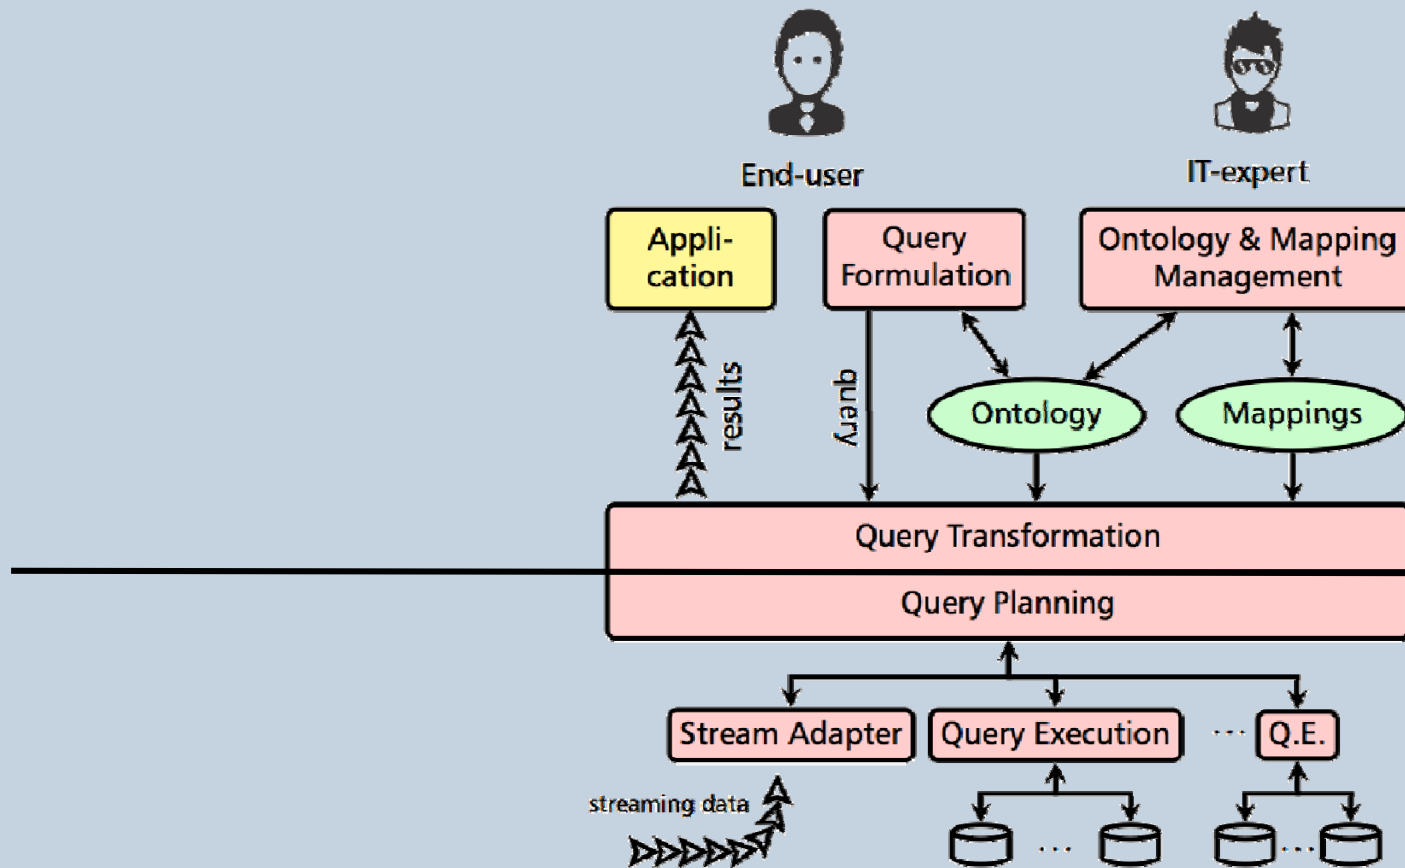 End-user
IT-expert
Appli-
cation
Query
Formulation
Ontology & Mapping
Management
results
query
Ontology
Mappings
Query Transformation
Query Planning
Stream Adapter
Query Execution
...
Q.E.
streaming data
...
...